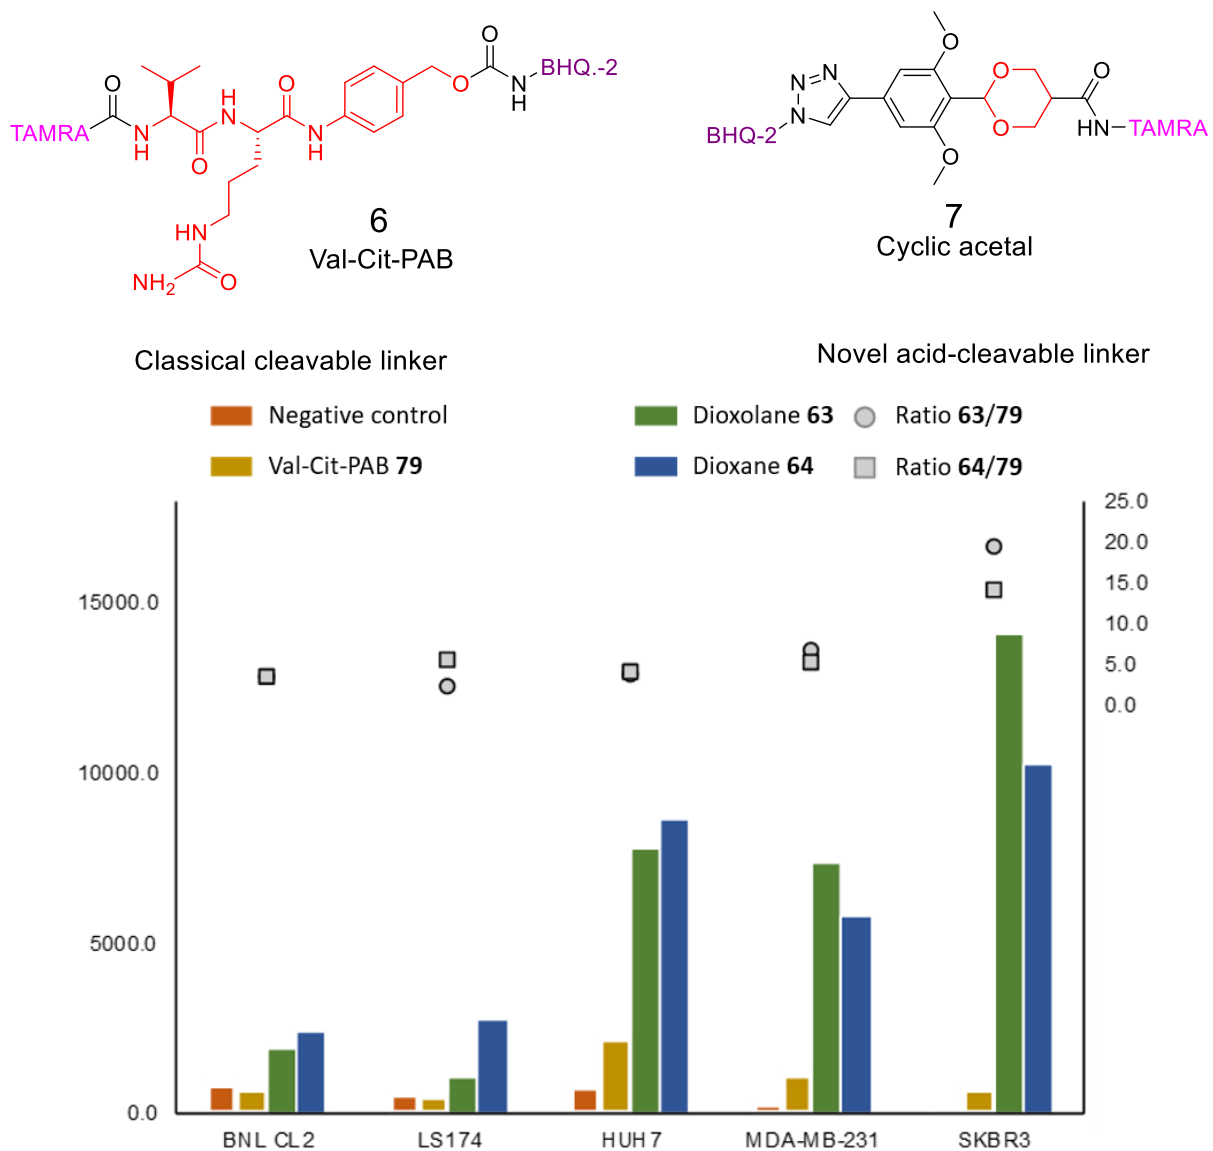 O
O
H
N
O
BHQ.-2
TAMRA
N
H
O
N
H
O
N
H
HN
NH2
O
6
Val-Cit-PAB
O
N
N
N
BHQ-2
O
O
O
O
HN
TAMRA
7
Cyclic acetal
Classical cleavable linker
Novel acid-cleavable linker
Negative control
Dioxolane 63
Ratio 63/79
Val-Cit-PAB 79
Dioxane 64
Ratio 64/79
25.0
20.0
15.0
10.0
5.0
0.0
15000.0
10000.0
5000.0
0.0
BNL CL2
LS174
HUH7
MDA-MB-231
SKBR3